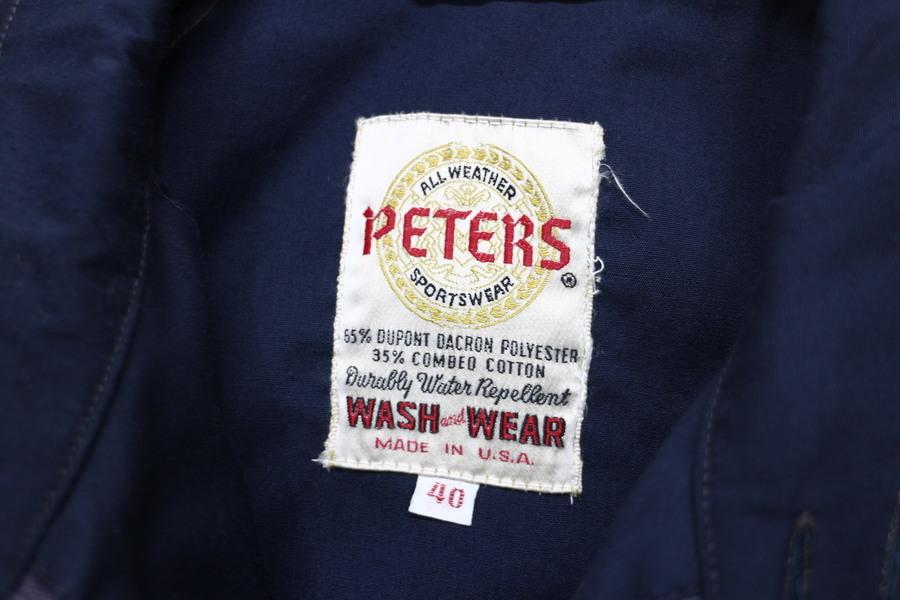 ALL WEATHER
PETERS
®
SPORTSWEAR
65% DUPONT DACRON POLYESTER
35% COMBED COTTON
Durably Water Repellent
WASH and WEAR
MADE IN U.S.A.
40